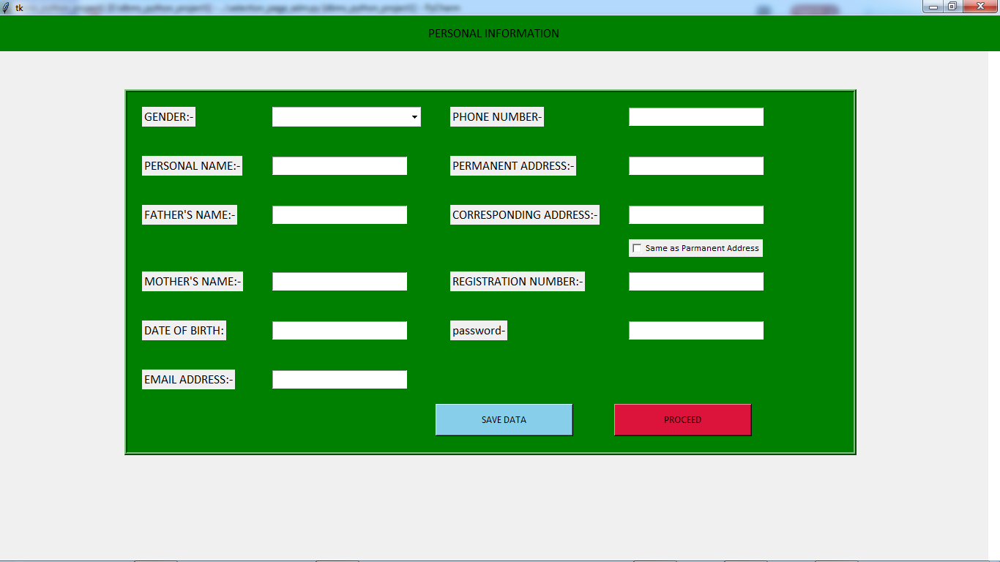 tk
PERSONAL INFORMATION
GENDER:-
PHONE NUMBER-
PERSONAL NAME:-
PERMANENT ADDRESS:-
FATHER'S NAME:-
CORRESPONDING ADDRESS:-
Same as Parmanent Address
MOTHER'S NAME:-
REGISTRATION NUMBER:-
DATE OF BIRTH:
password-
EMAIL ADDRESS:-
SAVE DATA
PROCEED